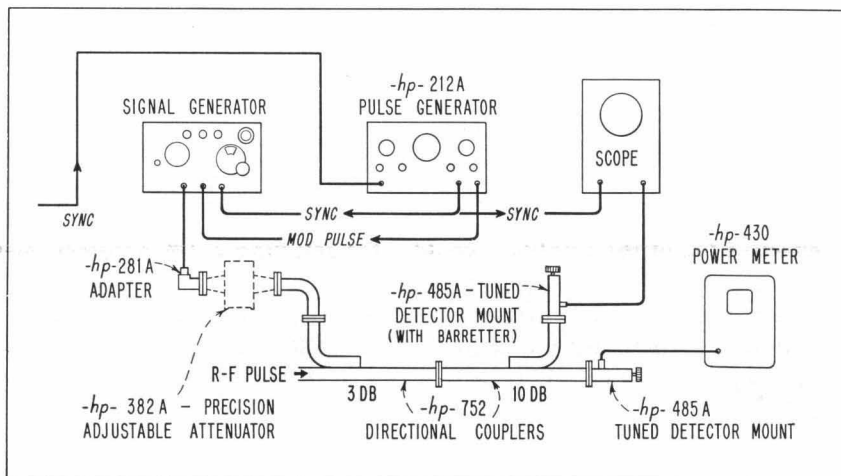 SIGNAL GENERATOR
-hp-212A
PULSE GENERATOR
SCOPE
SYNC
SYNC
SYNC
MOD PULSE
-hp-430
POWER METER
-hp-281A
ADAPTER
-hp-485A-TUNED
DETECTOR MOUNT
(WITH BARRETTER)
R-F PULSE
3 DB
-hp-752
10 DB
-hp-485A
-hp-382A - PRECISION
ADJUSTABLE ATTENUATOR
DIRECTIONAL COUPLERS
TUNED DETECTOR MOUNT